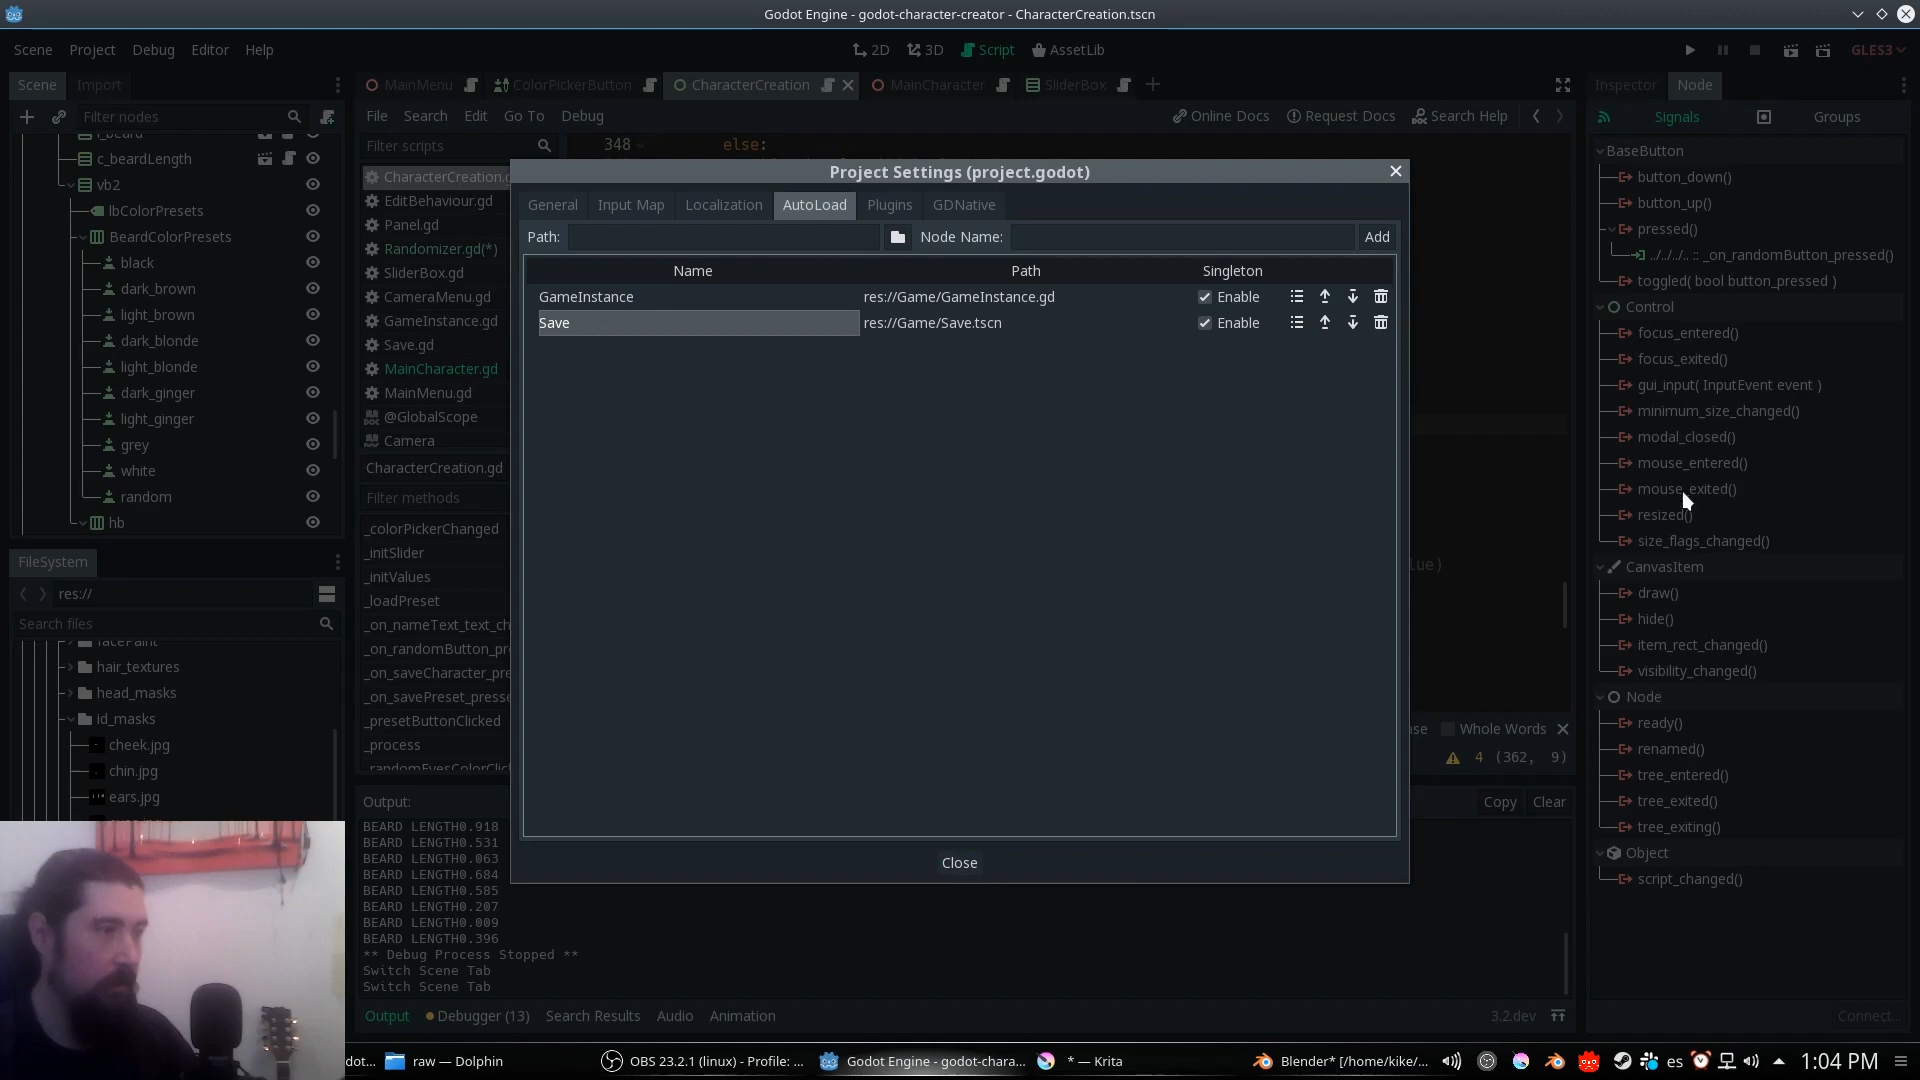 Godot Engine - godot-character-creator - CharacterCreation.tscn
Scene Project Debug Editor Help
2D 3D Script AssetLib
GLES3
Scene Import
MainMenu ColorPickerButton CharacterCreation MainCharacter SliderBox
Inspector Node
Filter nodes
File Search Edit Go To Debug
Online Docs Request Docs Search Help
Signals Groups
c_beardLength
vb2
lbColorPresets
BeardColorPresets
black
dark_brown
light_brown
dark_blonde
light_blonde
dark_ginger
light_ginger
grey
white
random
hb
FileSystem
res://
Search files
facePaint
hair_textures
head_masks
id_masks
cheek.jpg
chin.jpg
ears.jpg
Filter scripts
348 else:
CharacterCreation.g
EditBehaviour.gd
Panel.gd
Randomizer.gd(*)
SliderBox.gd
CameraMenu.gd
GameInstance.gd
Save.gd
MainCharacter.gd
MainMenu.gd
@GlobalScope
Camera
CharacterCreation.gd
Filter methods
_colorPickerChanged
_initSlider
_initValues
_loadPreset
_on_nameText_text_ch
_on_randomButton_pr
_on_saveCharacter_pre
_on_savePreset_presse
_presetButtonClicked
_process
_randomEyesColorClic
Project Settings (project.godot)
General Input Map Localization AutoLoad Plugins GDNative
Path: Node Name: Add
Name Path Singleton
GameInstance res://Game/GameInstance.gd Enable
Save res://Game/Save.tscn Enable
Close
lue)
ase Whole Words
4 (362, 9)
Output:
Copy Clear
BEARD LENGTH0.918
BEARD LENGTH0.531
BEARD LENGTH0.063
BEARD LENGTH0.684
BEARD LENGTH0.585
BEARD LENGTH0.207
BEARD LENGTH0.009
BEARD LENGTH0.396
** Debug Process Stopped **
Switch Scene Tab
Switch Scene Tab
Output Debugger (13) Search Results Audio Animation
3.2.dev
BaseButton
button_down()
button_up()
pressed()
../../../.. :: _on_randomButton_pressed()
toggled( bool button_pressed )
Control
focus_entered()
focus_exited()
gui_input( InputEvent event )
minimum_size_changed()
modal_closed()
mouse_entered()
mouse_exited()
resized()
size_flags_changed()
CanvasItem
draw()
hide()
item_rect_changed()
visibility_changed()
Node
ready()
renamed()
tree_entered()
tree_exited()
tree_exiting()
Object
script_changed()
Connect...
dot... raw — Dolphin OBS 23.2.1 (linux) - Profile: ... Godot Engine - godot-chara... * — Krita Blender* [/home/kike/... es 1:04 PM